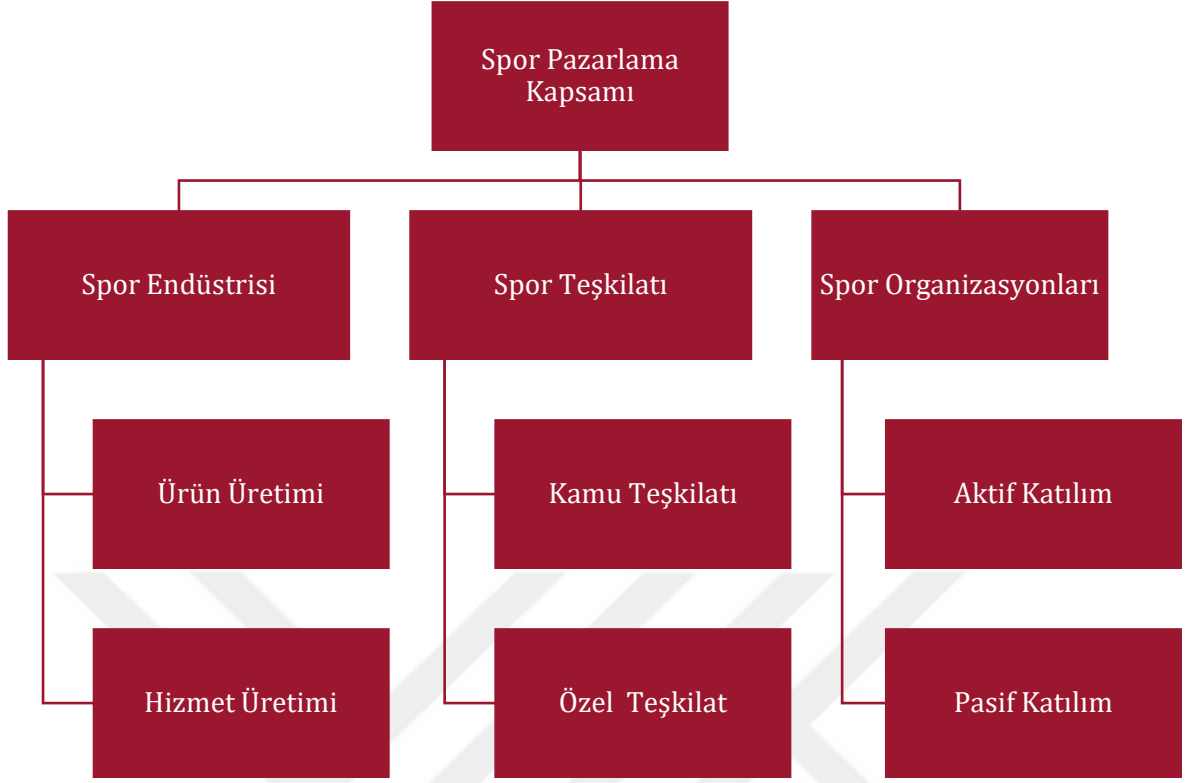 Spor Pazarlama
Kapsamı
Spor Endüstrisi
Spor Teşkilatı
Spor Organizasyonları
Ürün Üretimi
Kamu Teşkilatı
Aktif Katılım
Hizmet Üretimi
Özel  Teşkilat
Pasif Katılım